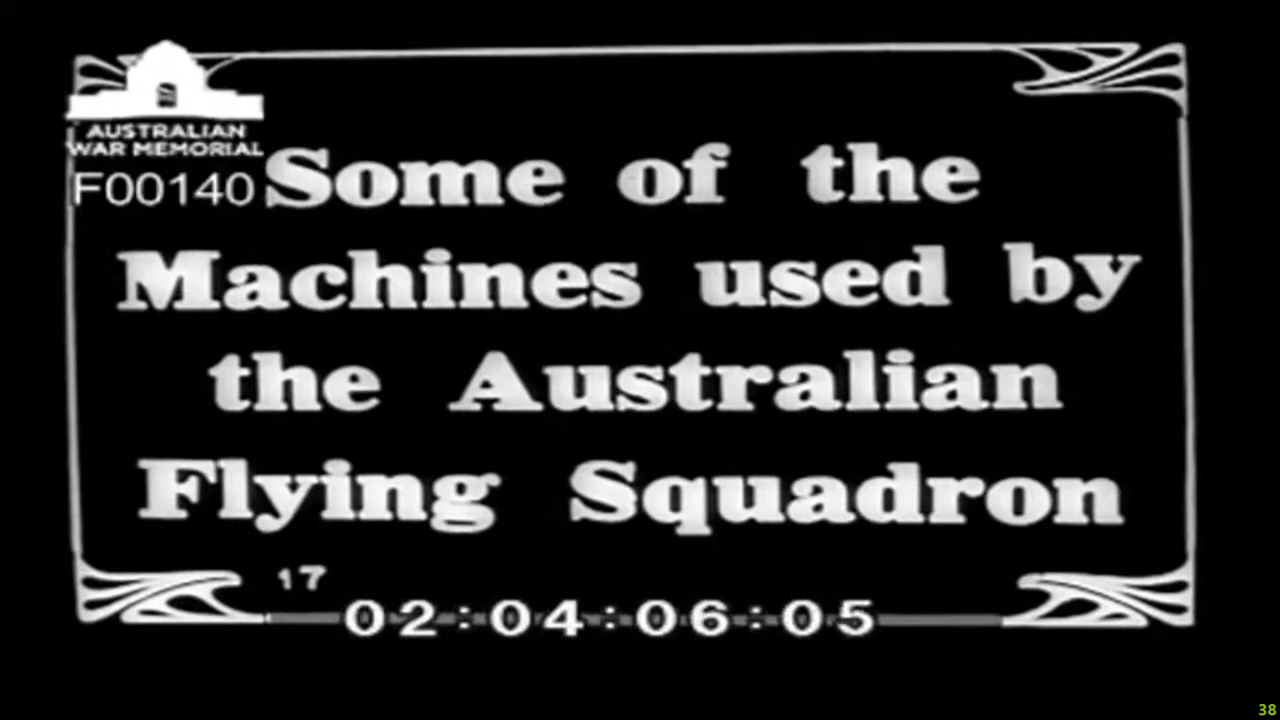 AUSTRALIAN
WAR MEMORIAL
F00140
Some of the
Machines used by
the Australian
Flying Squadron
17
02:04:06:05
38